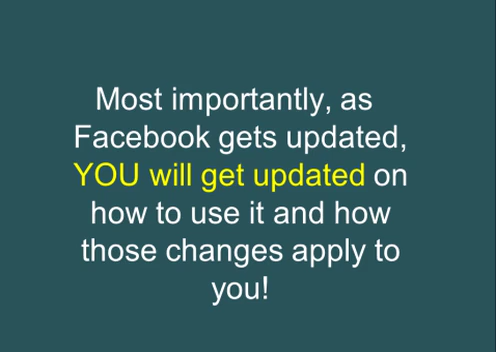 Most importantly, as
Facebook gets updated,
YOU will get updated on
how to use it and how
those changes apply to
you!